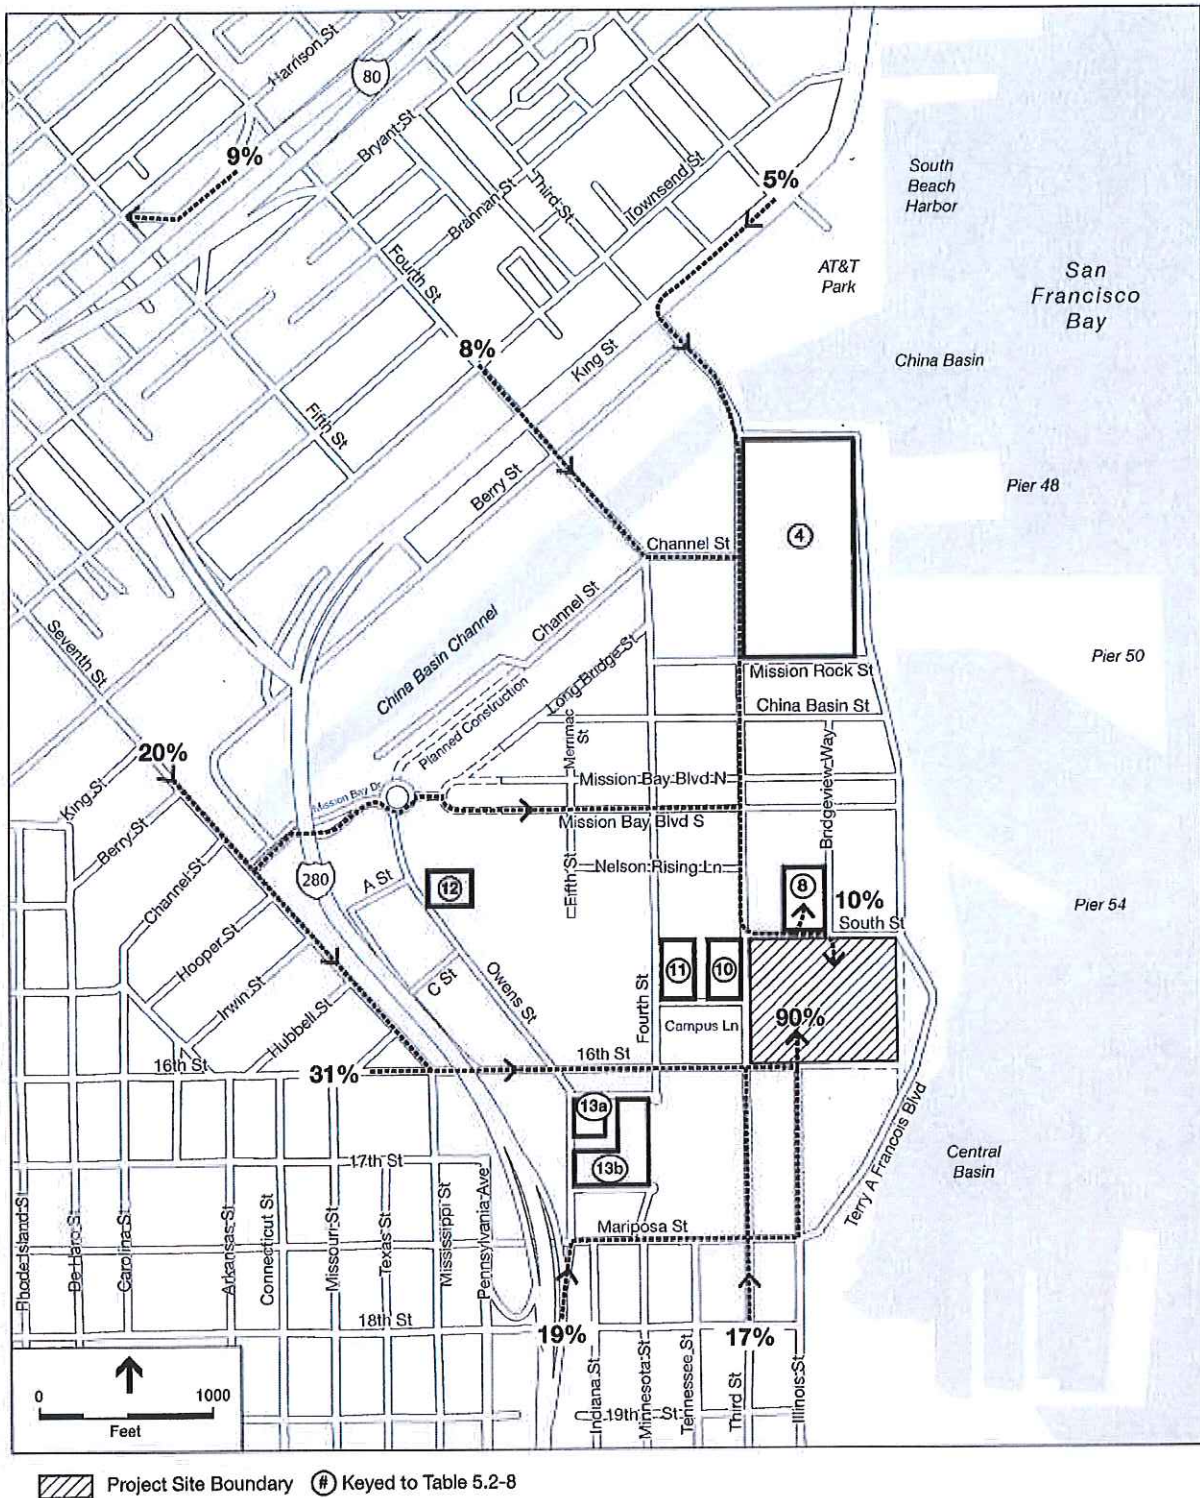 Harrison St
80
Bryant St
9%
Brannan St
Third St
Townsend St
5%
South
Beach
Harbor
AT&T
Park
San
Francisco
Bay
Fourth St
8%
King St
China Basin
Fifth St
Berry St
Pier 48
4
Channel St
Channel St
China Basin Channel
Seventh St
Long Bridge St
Planned Construction
Mission Rock St
Pier 50
China Basin St
Merrimac
St
Bridgeview Way
20%
King St
Mission Bay Dr
Mission Bay Blvd N
Mission Bay Blvd S
Berry St
Nelson Rising Ln
Fifth St
280
A St
12
8
10%
South St
Pier 54
Channel St
Hooper St
Irwin St
Hubbell St
C St
Owens St
Fourth St
11
10
Campus Ln
90%
16th St
31%
16th St
13a
13b
17th St
Terry A Francois Blvd
Central
Basin
Rhode Island St
De Haro St
Carolina St
Arkansas St
Connecticut St
Missouri St
Texas St
Mississippi St
Pennsylvania Ave
Mariposa St
18th St
19%
17%
Indiana St
Minnesota St
Tennessee St
Third St
Illinois St
19th St
0 1000
Feet
Project Site Boundary # Keyed to Table 5.2-8